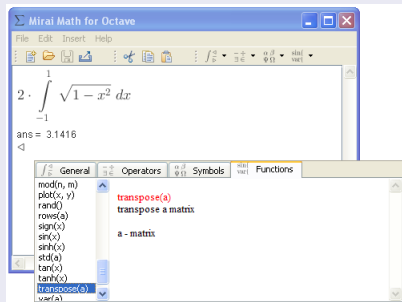 Σ Mirai Math for Octave
File Edit Insert Help
1
2 · ∫ √1 − x² dx
−1
ans = 3.1416
General Operators Symbols Functions
mod(n, m)
plot(x, y)
rand()
rows(a)
sign(x)
sin(x)
sinh(x)
std(a)
tan(x)
tanh(x)
transpose(a)
var(a)
transpose(a)
transpose a matrix
a - matrix